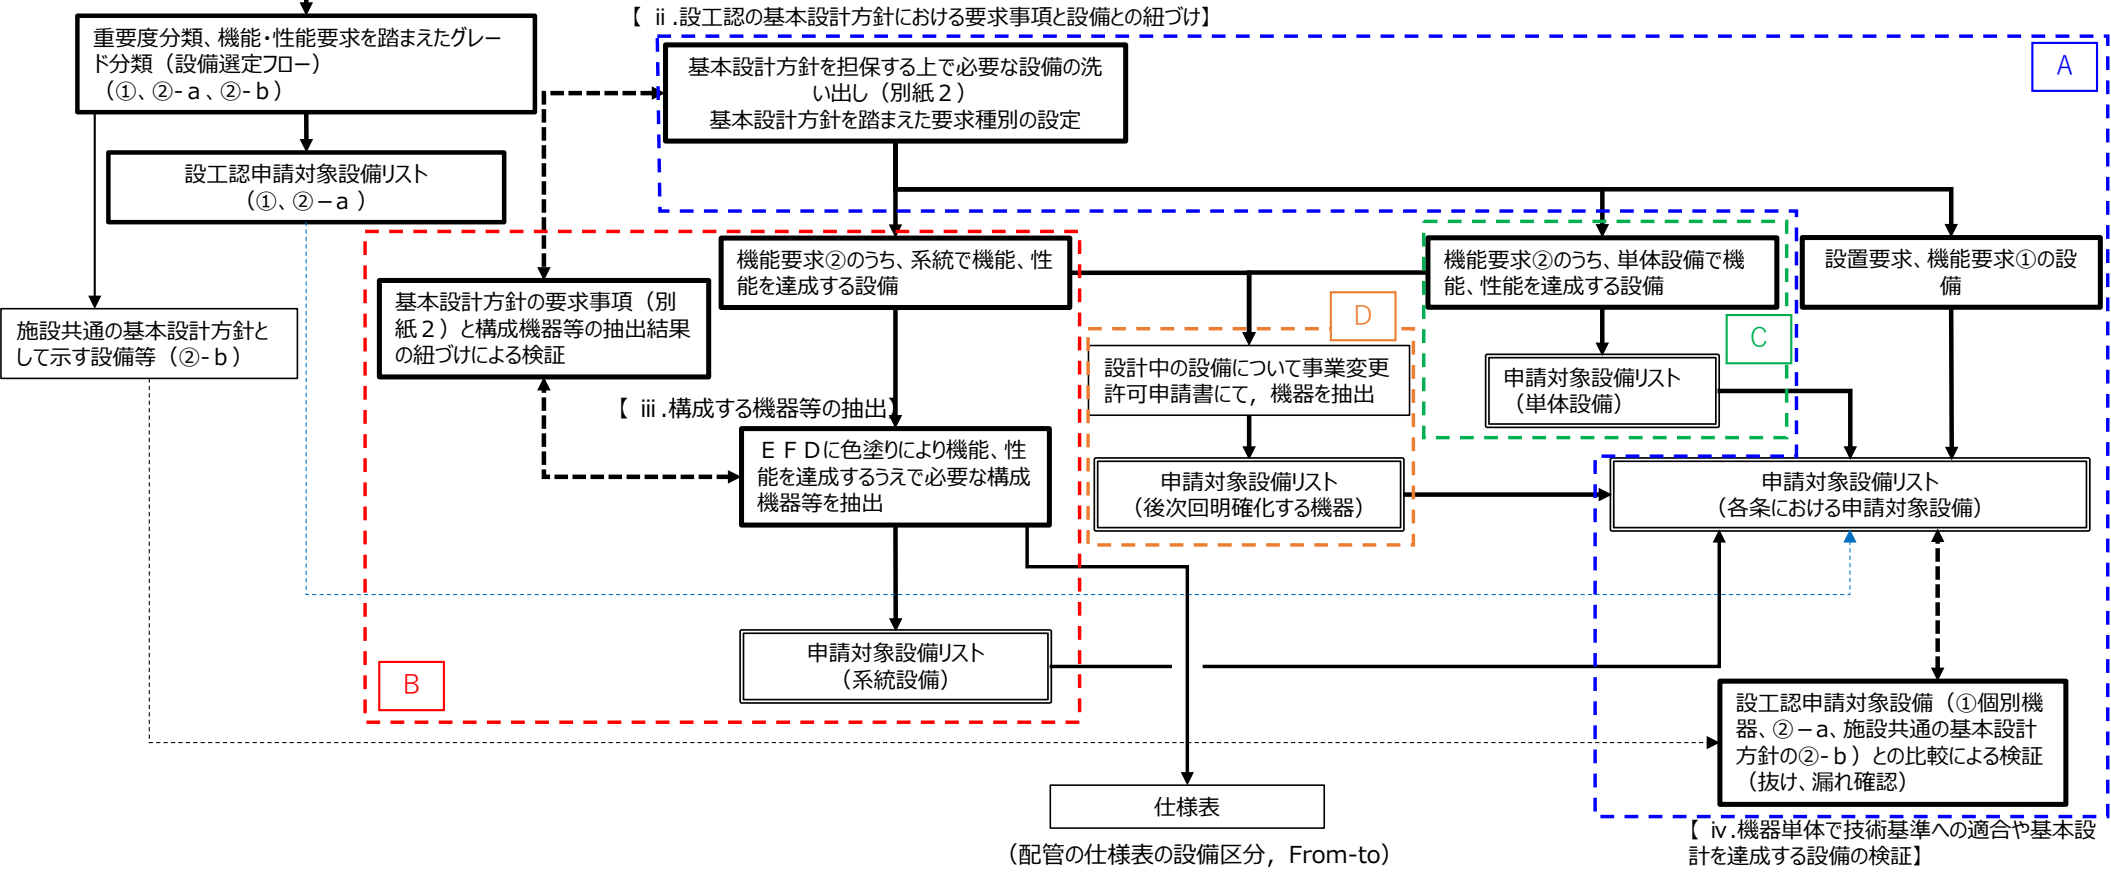 【 ⅱ.設工認の基本設計方針における要求事項と設備との紐づけ】
重要度分類、機能・性能要求を踏まえたグレー
ド分類（設備選定フロー）
（①、②-ａ、②-ｂ）
A
基本設計方針を担保する上で必要な設備の洗
い出し（別紙２）
基本設計方針を踏まえた要求種別の設定
設工認申請対象設備リスト
（①、②－ａ）
機能要求②のうち、系統で機能、性
能を達成する設備
機能要求②のうち、単体設備で機
能、性能を達成する設備
設置要求、機能要求①の設
備
基本設計方針の要求事項（別
紙２）と構成機器等の抽出結果
の紐づけによる検証
D
C
施設共通の基本設計方針と
して示す設備等（②-ｂ）
設計中の設備について事業変更
許可申請書にて，機器を抽出
申請対象設備リスト
（単体設備）
【 ⅲ.構成する機器等の抽出】
ＥＦＤに色塗りにより機能、性
能を達成するうえで必要な構成
機器等を抽出
申請対象設備リスト
（後次回明確化する機器）
申請対象設備リスト
（各条における申請対象設備）
申請対象設備リスト
（系統設備）
B
設工認申請対象設備（①個別機
器、②－ａ、施設共通の基本設計
方針の②-ｂ）との比較による検証
（抜け、漏れ確認）
仕様表
（配管の仕様表の設備区分，From-to）
【 ⅳ.機器単体で技術基準への適合や基本設
計を達成する設備の検証】